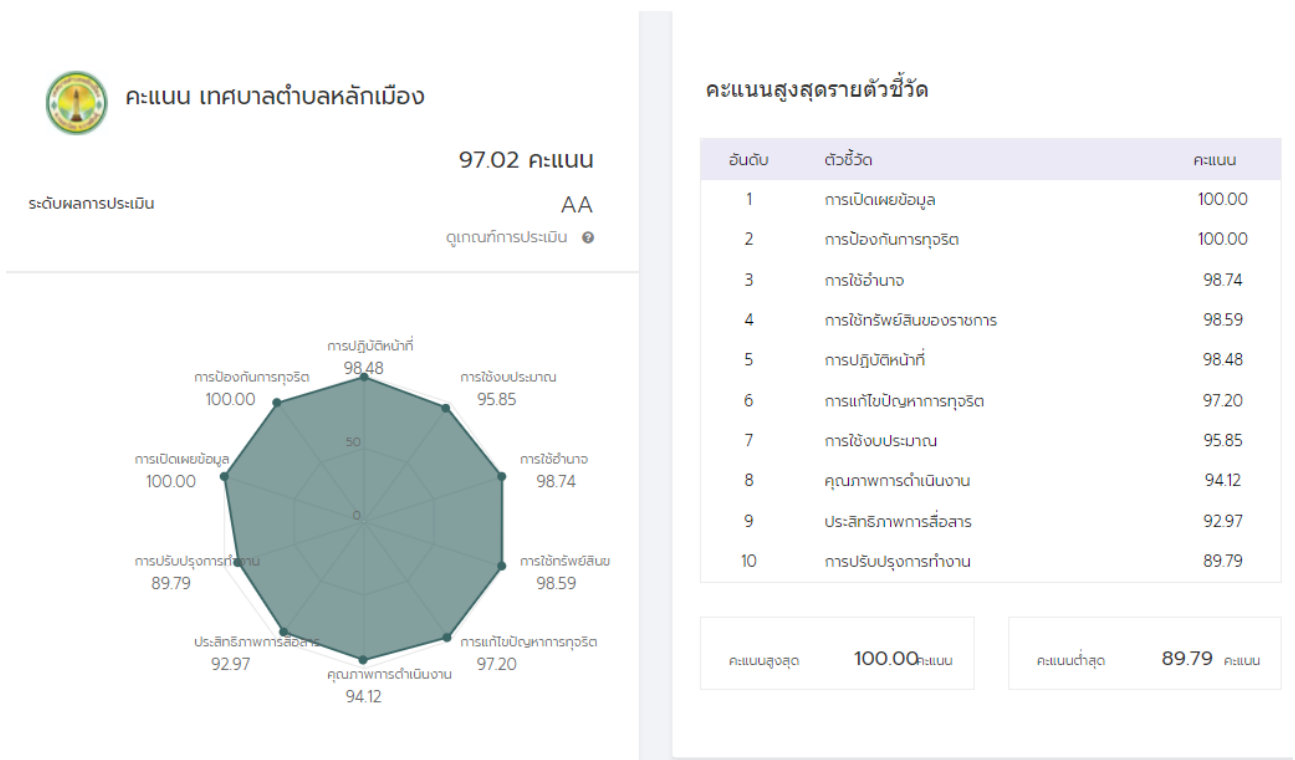 คะแนน เทศบาลตำบลหลักเมือง
97.02 คะแนน
ระดับผลการประเมิน
AA
ดูเกณฑ์การประเมิน
การปฏิบัติหน้าที่
98.48
การป้องกันการทุจริต
100.00
การใช้งบประมาณ
95.85
50
การเปิดเผยข้อมูล
100.00
การใช้อำนาจ
98.74
0
การปรับปรุงการทำงาน
89.79
การใช้ทรัพย์สินข
98.59
ประสิทธิภาพการสื่อสาร
92.97
การแก้ไขปัญหาการทุจริต
97.20
คุณภาพการดำเนินงาน
94.12
คะแนนสูงสุดรายตัวชี้วัด
อันดับ ตัวชี้วัด คะแนน
1 การเปิดเผยข้อมูล 100.00
2 การป้องกันการทุจริต 100.00
3 การใช้อำนาจ 98.74
4 การใช้ทรัพย์สินของราชการ 98.59
5 การปฏิบัติหน้าที่ 98.48
6 การแก้ไขปัญหาการทุจริต 97.20
7 การใช้งบประมาณ 95.85
8 คุณภาพการดำเนินงาน 94.12
9 ประสิทธิภาพการสื่อสาร 92.97
10 การปรับปรุงการทำงาน 89.79
คะแนนสูงสุด 100.00 คะแนน
คะแนนต่ำสุด 89.79 คะแนน